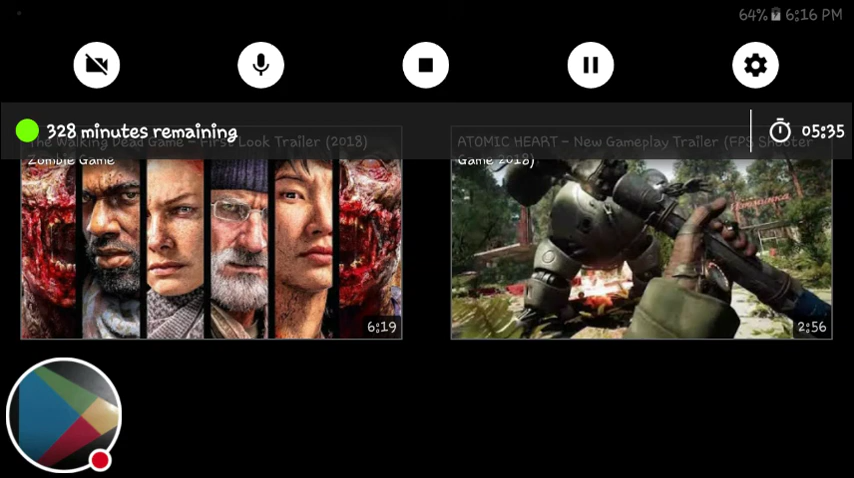 64% 6:16 PM
328 minutes remaining
05:35
The Walking Dead Game – First Look Trailer (2018)
Zombie Game
ATOMIC HEART – New Gameplay Trailer (FPS Shooter
Game 2018)
6:19
2:56